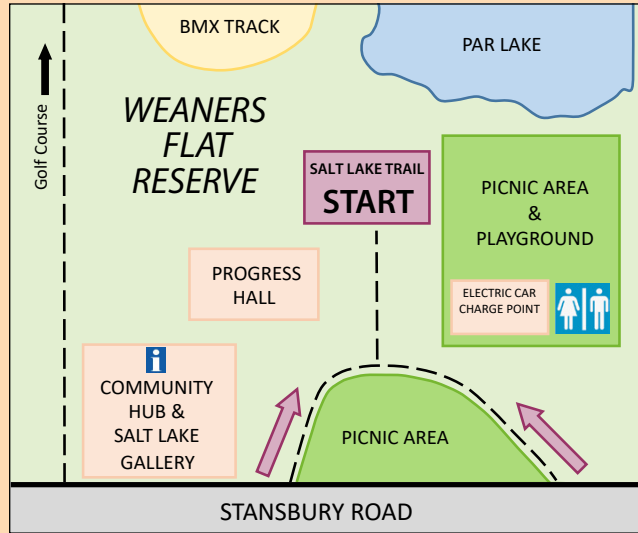 BMX TRACK
PAR LAKE
Golf Course
WEANERS
FLAT
RESERVE
SALT LAKE TRAIL
START
PICNIC AREA
&
PLAYGROUND
PROGRESS
HALL
ELECTRIC CAR
CHARGE POINT
i
COMMUNITY
HUB &
SALT LAKE
GALLERY
PICNIC AREA
STANSBURY ROAD